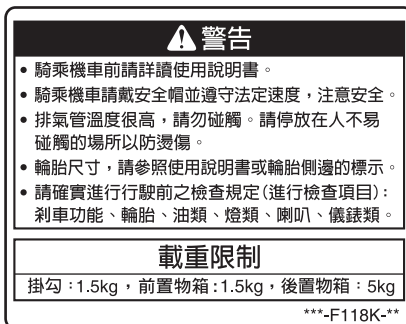 警告
• 騎乘機車前請詳讀使用說明書。
• 騎乘機車請戴安全帽並遵守法定速度，注意安全。
• 排氣管溫度很高，請勿碰觸。請停放在人不易
碰觸的場所以防燙傷。
• 輪胎尺寸，請參照使用說明書或輪胎側邊的標示。
• 請確實進行行駛前之檢查規定(進行檢查項目)：
剎車功能、輪胎、油類、燈類、喇叭、儀錶類。
載重限制
掛勾：1.5kg，前置物箱：1.5kg，後置物箱：5kg
***-F118K-**